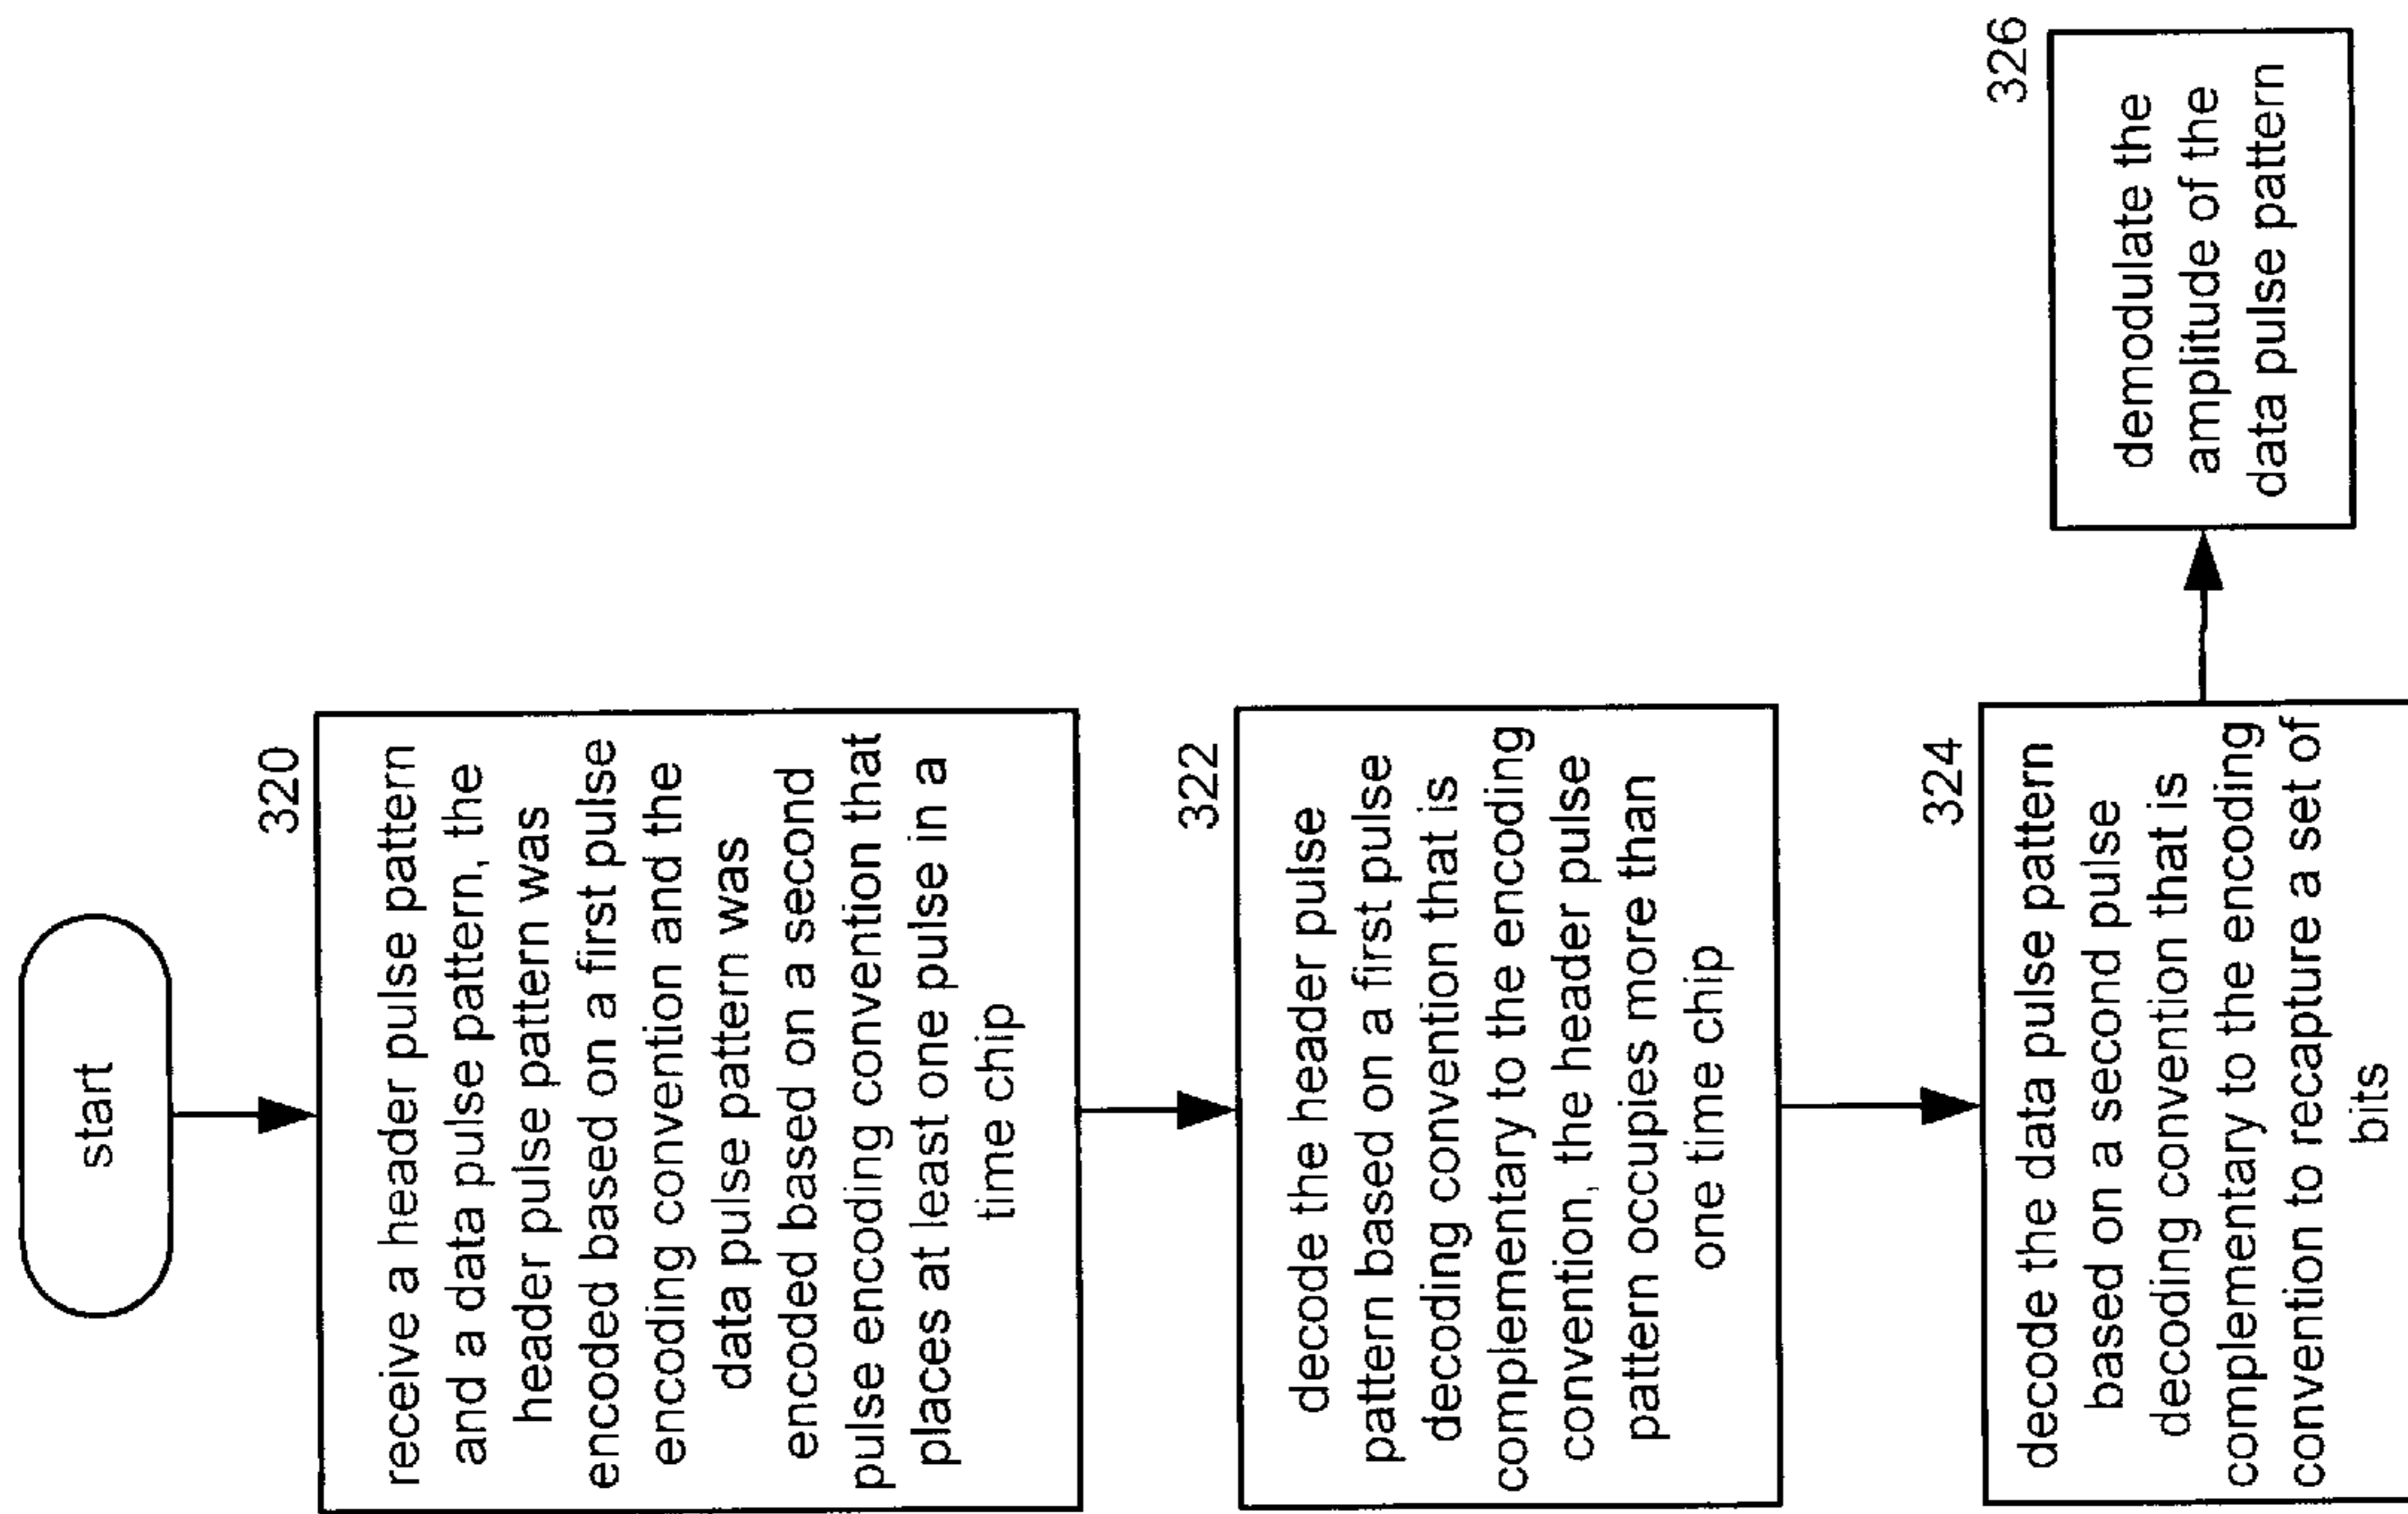 start
320
receive a header pulse pattern
and a data pulse pattern, the
header pulse pattern was
encoded based on a first pulse
encoding convention and the
data pulse pattern was
encoded based on a second
pulse encoding convention that
places at least one pulse in a
time chip
322
decode the header pulse
pattern based on a first pulse
decoding convention that is
complementary to the encoding
convention, the header pulse
pattern occupies more than
one time chip
324
decode the data pulse pattern
based on a second pulse
decoding convention that is
complementary to the encoding
convention to recapture a set of
bits
326
demodulate the
amplitude of the
data pulse pattern